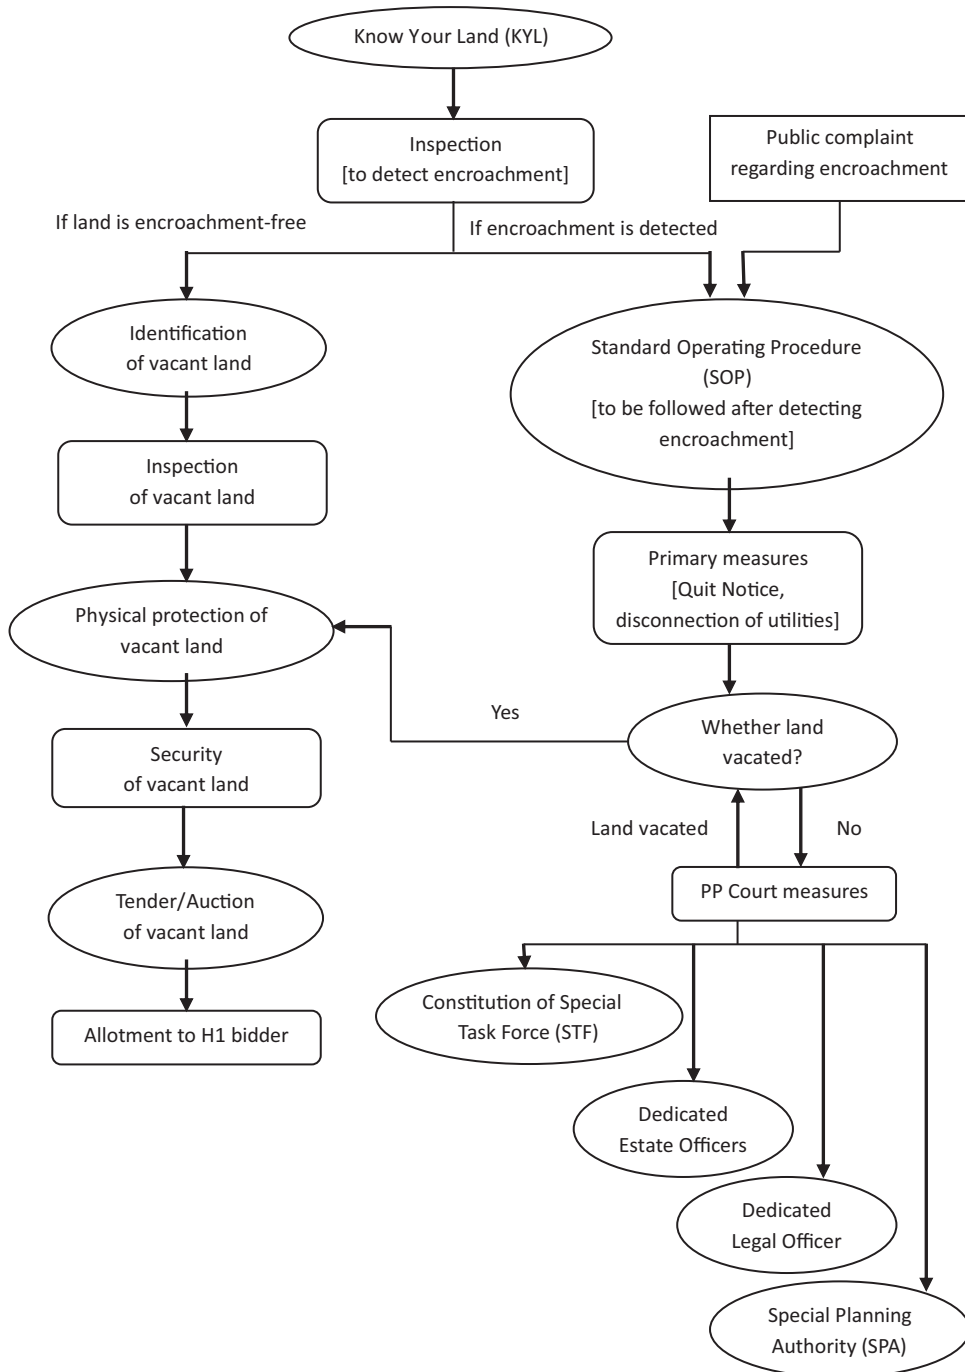 Know Your Land (KYL)
Inspection
[to detect encroachment]
Public complaint
regarding encroachment
If land is encroachment-free
If encroachment is detected
Identification
of vacant land
Standard Operating Procedure
(SOP)
[to be followed after detecting
encroachment]
Inspection
of vacant land
Primary measures
[Quit Notice,
disconnection of utilities]
Physical protection of
vacant land
Yes
Whether land
vacated?
Security
of vacant land
Land vacated
No
PP Court measures
Tender/Auction
of vacant land
Constitution of Special
Task Force (STF)
Allotment to H1 bidder
Dedicated
Estate Officers
Dedicated
Legal Officer
Special Planning
Authority (SPA)